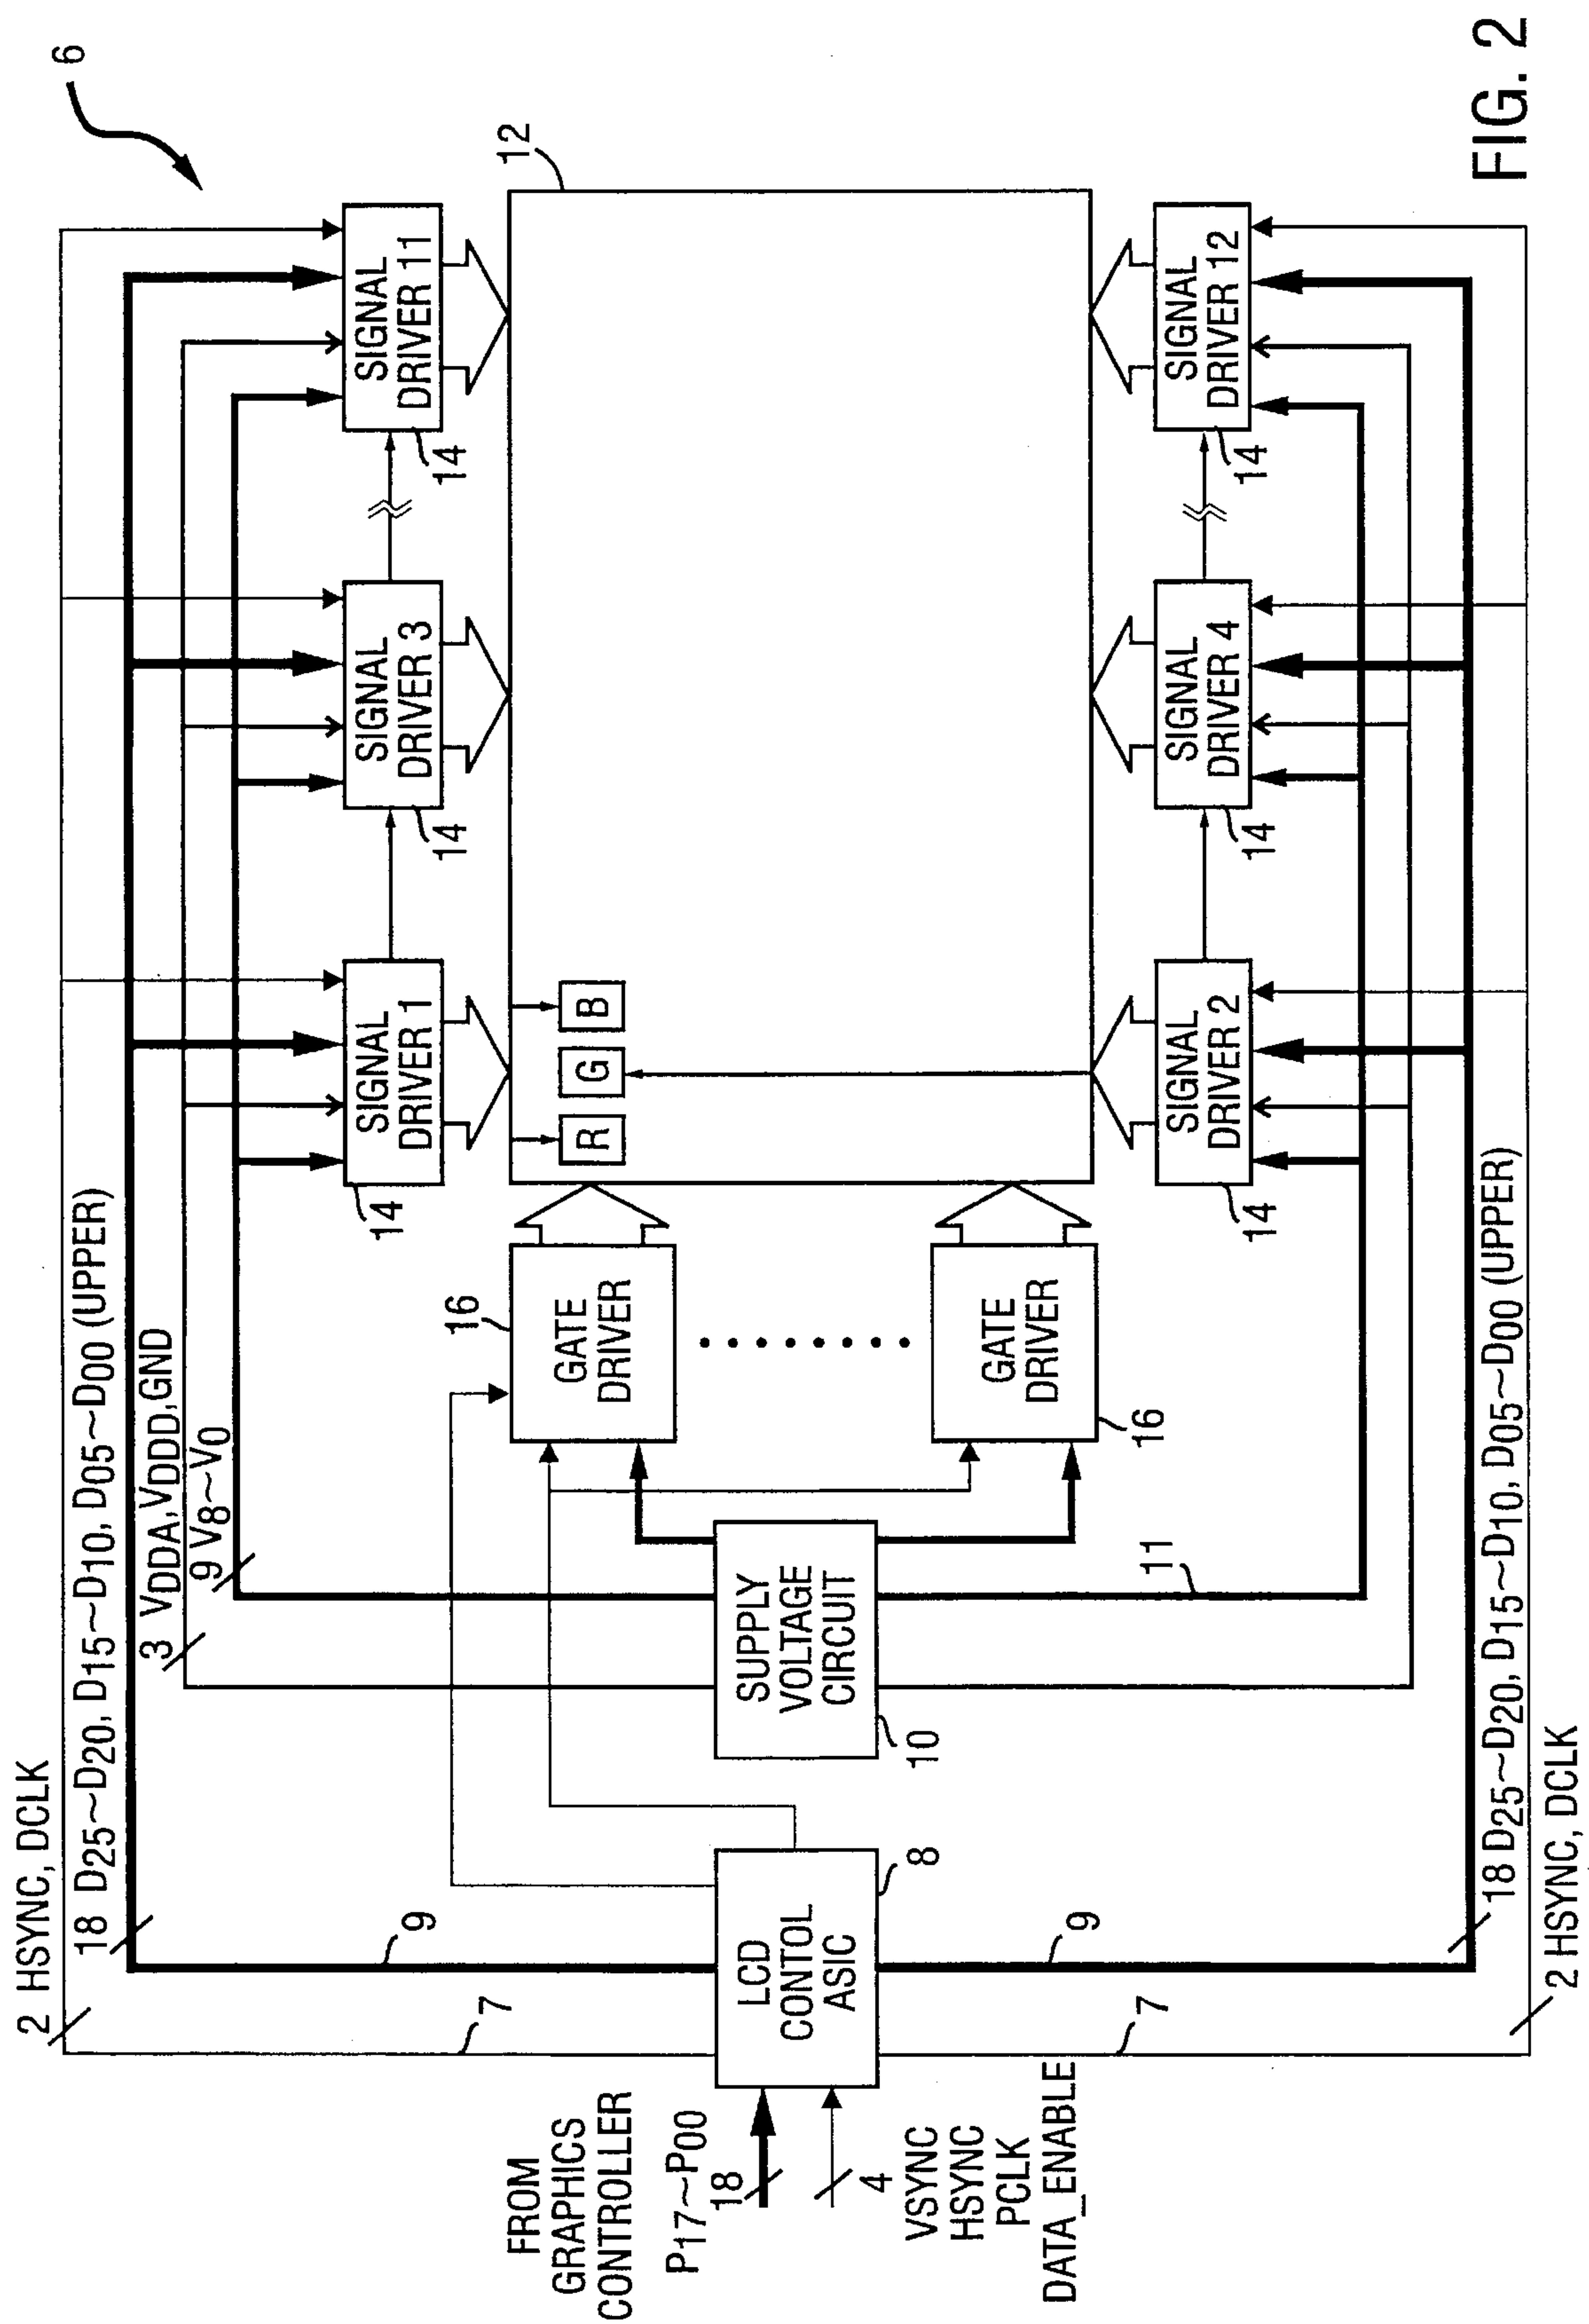 6
2 HSYNC, DCLK
18 D25~D20, D15~D10, D05~D00 (UPPER)
3 VDDA, VDDD, GND
9 V8~V0
SIGNAL
DRIVER 1
14
SIGNAL
DRIVER 3
14
SIGNAL
DRIVER 11
14
12
R
G
B
16
GATE
DRIVER
GATE
DRIVER
16
FROM
GRAPHICS
CONTROLLER
P17~P00
18
4
VSYNC
HSYNC
PCLK
DATA_ENABLE
7
9
LCD
CONTOL
ASIC
8
SUPPLY
VOLTAGE
CIRCUIT
10
11
7
9
SIGNAL
DRIVER 2
14
SIGNAL
DRIVER 4
14
SIGNAL
DRIVER 12
14
18 D25~D20, D15~D10, D05~D00 (UPPER)
2 HSYNC, DCLK
FIG. 2